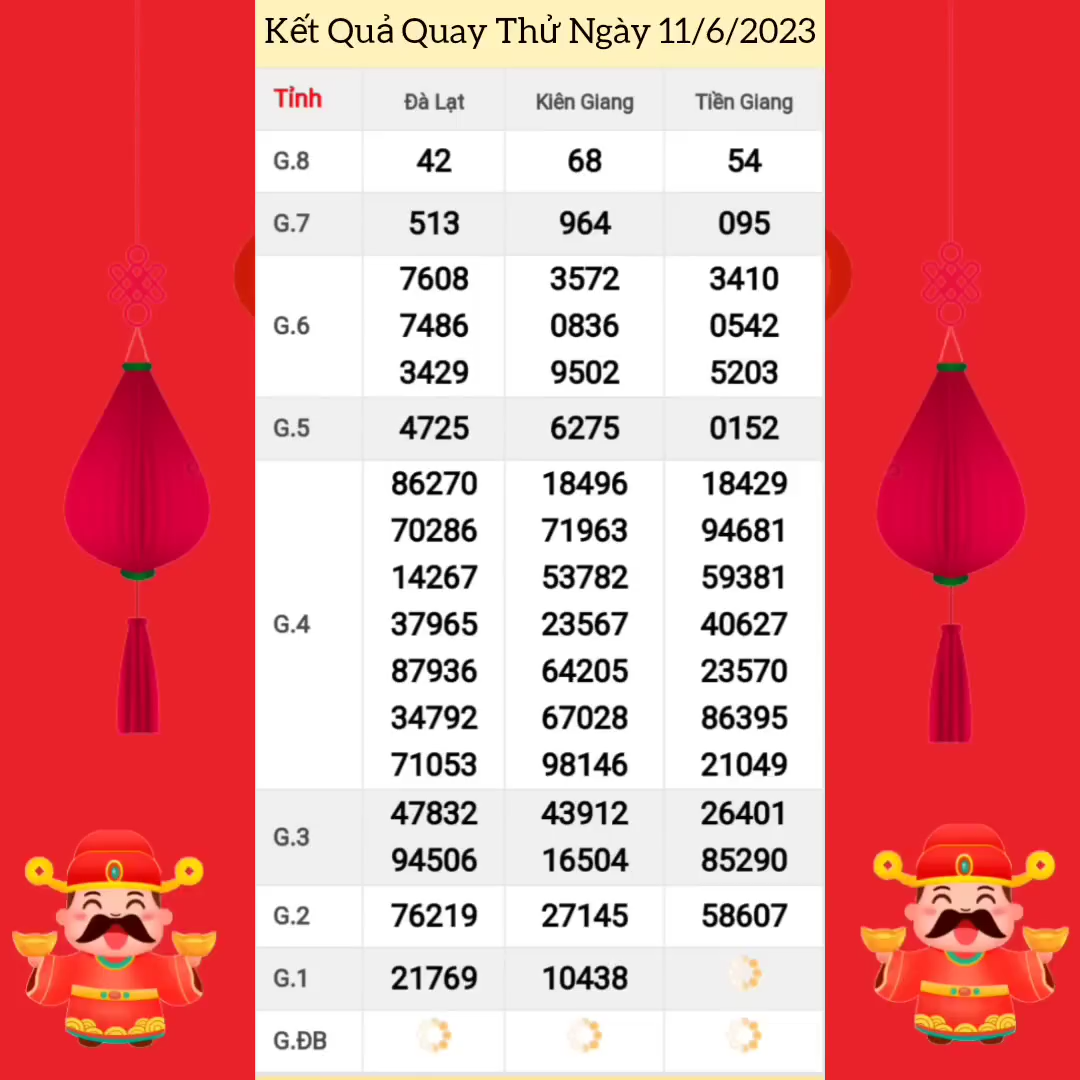 Kết Quả Quay Thử Ngày 11/6/2023
Tỉnh Đà Lạt Kiên Giang Tiền Giang
G.8 42 68 54
G.7 513 964 095
7608 3572 3410
G.6 7486 0836 0542
3429 9502 5203
G.5 4725 6275 0152
86270 18496 18429
70286 71963 94681
14267 53782 59381
G.4 37965 23567 40627
87936 64205 23570
34792 67028 86395
71053 98146 21049
G.3 47832 43912 26401
94506 16504 85290
G.2 76219 27145 58607
G.1 21769 10438
G.ĐB